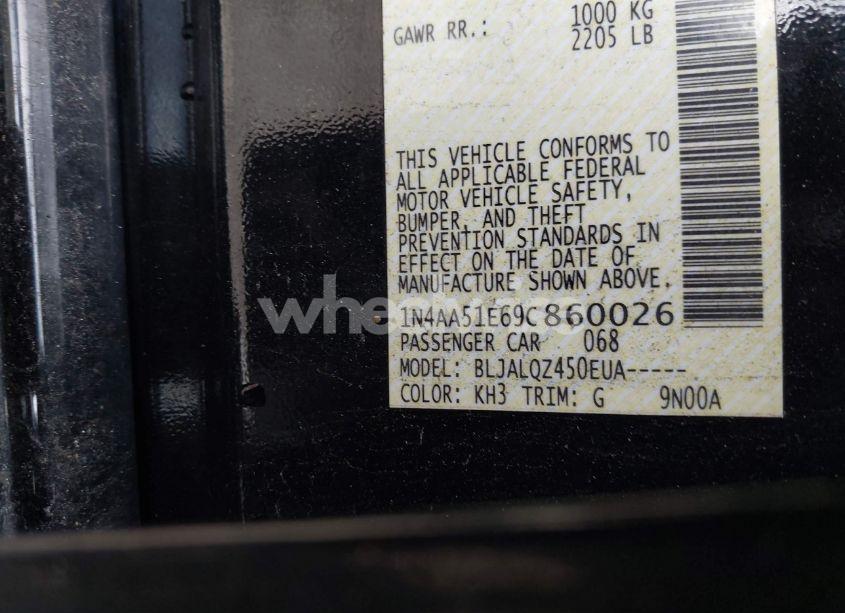 GAWR RR.: 1000 KG
2205 LB
THIS VEHICLE CONFORMS TO
ALL APPLICABLE FEDERAL
MOTOR VEHICLE SAFETY,
BUMPER, AND THEFT
PREVENTION STANDARDS IN
EFFECT ON THE DATE OF
MANUFACTURE SHOWN ABOVE.
1N4AA51E69C860026
PASSENGER CAR 068
MODEL: BLJALQZ450EUA-----
COLOR: KH3 TRIM: G 9N00A